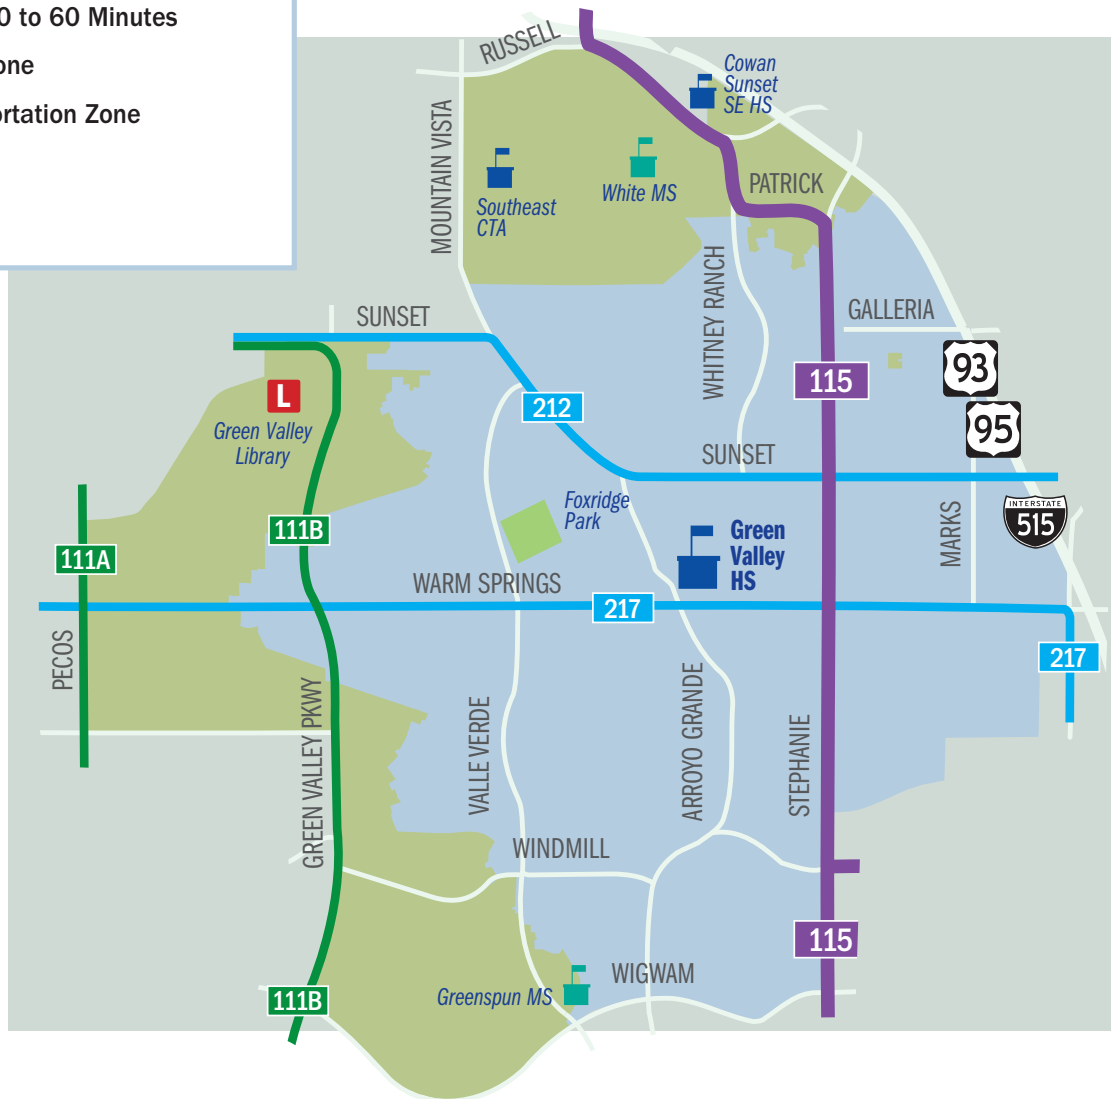 0 to 60 Minutes
one
ortation Zone
RUSSELL
Cowan
Sunset
SE HS
MOUNTAIN VISTA
Southeast
CTA
White MS
PATRICK
WHITNEY RANCH
GALLERIA
SUNSET
93
115
L
212
95
Green Valley
Library
SUNSET
Foxridge
Park
INTERSTATE
515
MARKS
111B
Green
Valley
HS
111A
WARM SPRINGS
217
PECOS
217
GREEN VALLEY PKWY
VALLE VERDE
ARROYO GRANDE
STEPHANIE
WINDMILL
115
WIGWAM
Greenspun MS
111B